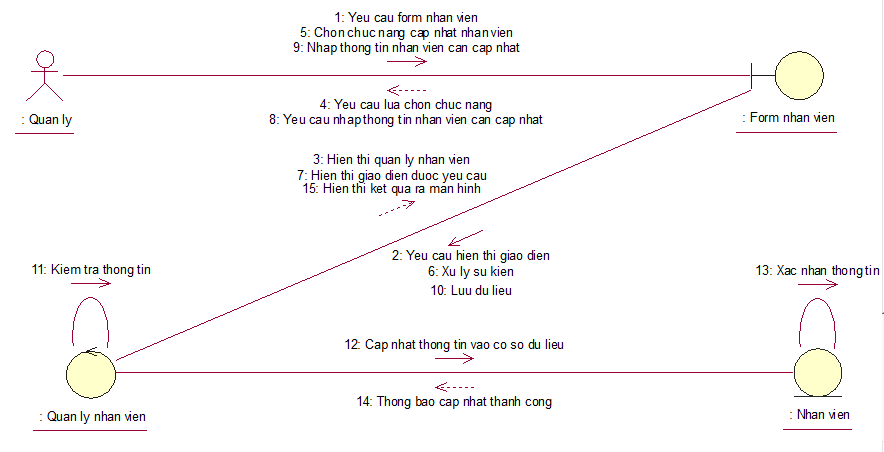 1: Yeu cau form nhan vien
5: Chon chuc nang cap nhat nhan vien
9: Nhap thong tin nhan vien can cap nhat
4: Yeu cau lua chon chuc nang
8: Yeu cau nhap thong tin nhan vien can cap nhat
: Quan ly
: Form nhan vien
3: Hien thi quan ly nhan vien
7: Hien thi giao dien duoc yeu cau
15: Hien thi ket qua ra man hinh
2: Yeu cau hien thi giao dien
6: Xu ly su kien
10: Luu du lieu
11: Kiem tra thong tin
13: Xac nhan thong tin
12: Cap nhat thong tin vao co so du lieu
14: Thong bao cap nhat thanh cong
: Quan ly nhan vien
: Nhan vien